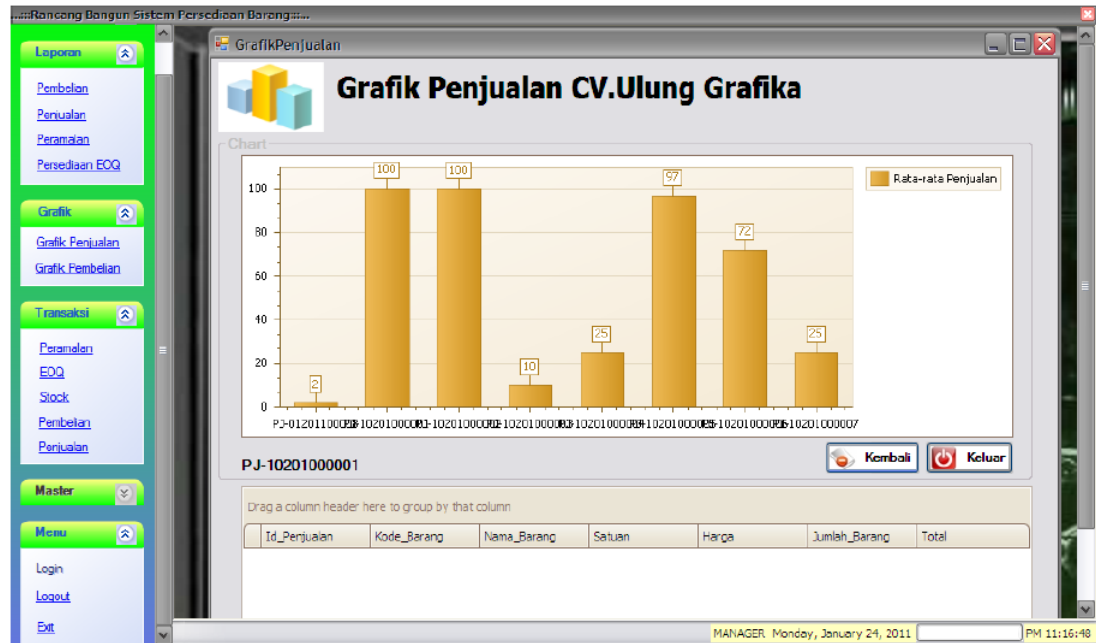 ...:::Rancang Bangun Sistem Persediaan Barang:::...
Laporan
Pembelian
Penjualan
Peramalan
Persediaan EOQ
Grafik
Grafik Penjualan
Grafik Pembelian
Transaksi
Peramalan
EOQ
Stock
Pembelian
Penjualan
Master
Menu
Login
Logout
Exit
GrafikPenjualan
Grafik Penjualan CV.Ulung Grafika
Chart
100
80
60
40
20
0
2
100
100
10
25
97
72
25
Rata-rata Penjualan
PJ-10201000001
Kembali
Keluar
Drag a column header here to group by that column
Id_Penjualan Kode_Barang Nama_Barang Satuan Harga Jumlah_Barang Total
MANAGER Monday, January 24, 2011 PM 11:16:48